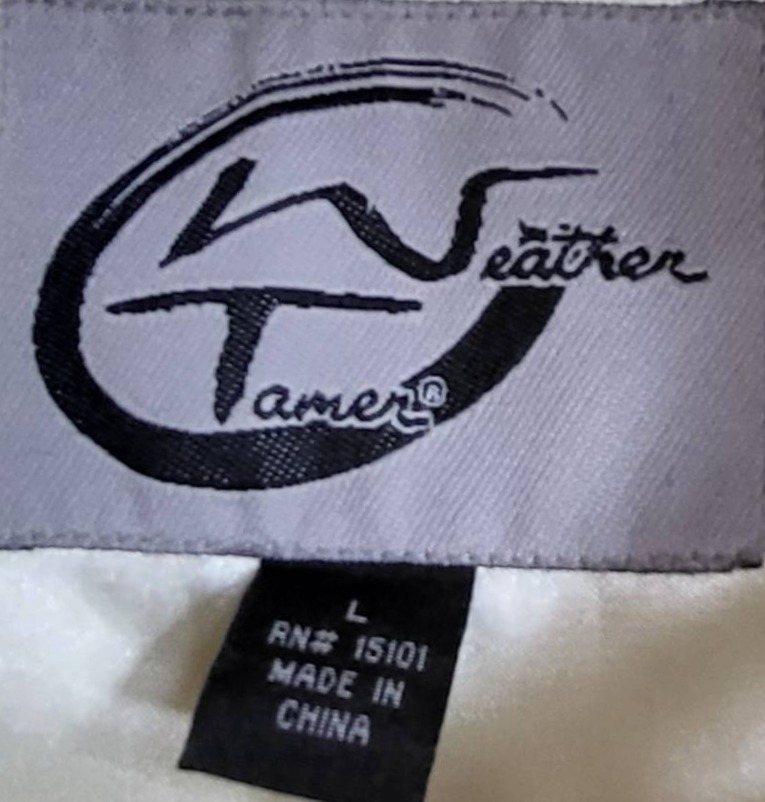 Weather
Tamer®
L
RN# 15101
MADE IN
CHINA